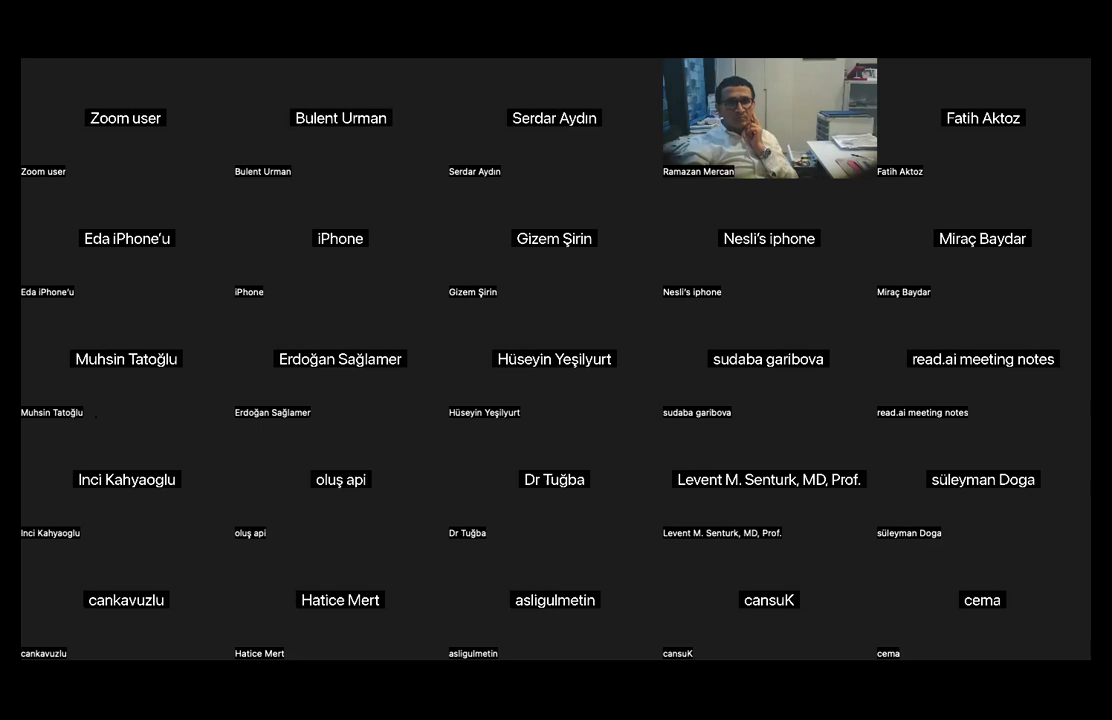 Zoom user
Bulent Urman
Serdar Aydın
Fatih Aktoz
Zoom user
Bulent Urman
Serdar Aydın
Ramazan Mercan
Fatih Aktoz
Eda iPhone'u
iPhone
Gizem Şirin
Nesli's iphone
Miraç Baydar
Eda iPhone'u
iPhone
Gizem Şirin
Nesli's iphone
Miraç Baydar
Muhsin Tatoğlu
Erdoğan Sağlamer
Hüseyin Yeşilyurt
sudaba garibova
read.ai meeting notes
Muhsin Tatoğlu
Erdoğan Sağlamer
Hüseyin Yeşilyurt
sudaba garibova
read.ai meeting notes
Inci Kahyaoglu
oluş api
Dr Tuğba
Levent M. Senturk, MD, Prof.
süleyman Doga
Inci Kahyaoglu
oluş api
Dr Tuğba
Levent M. Senturk, MD, Prof.
süleyman Doga
cankavuzlu
Hatice Mert
asligulmetin
cansuK
cema
cankavuzlu
Hatice Mert
asligulmetin
cansuK
cema